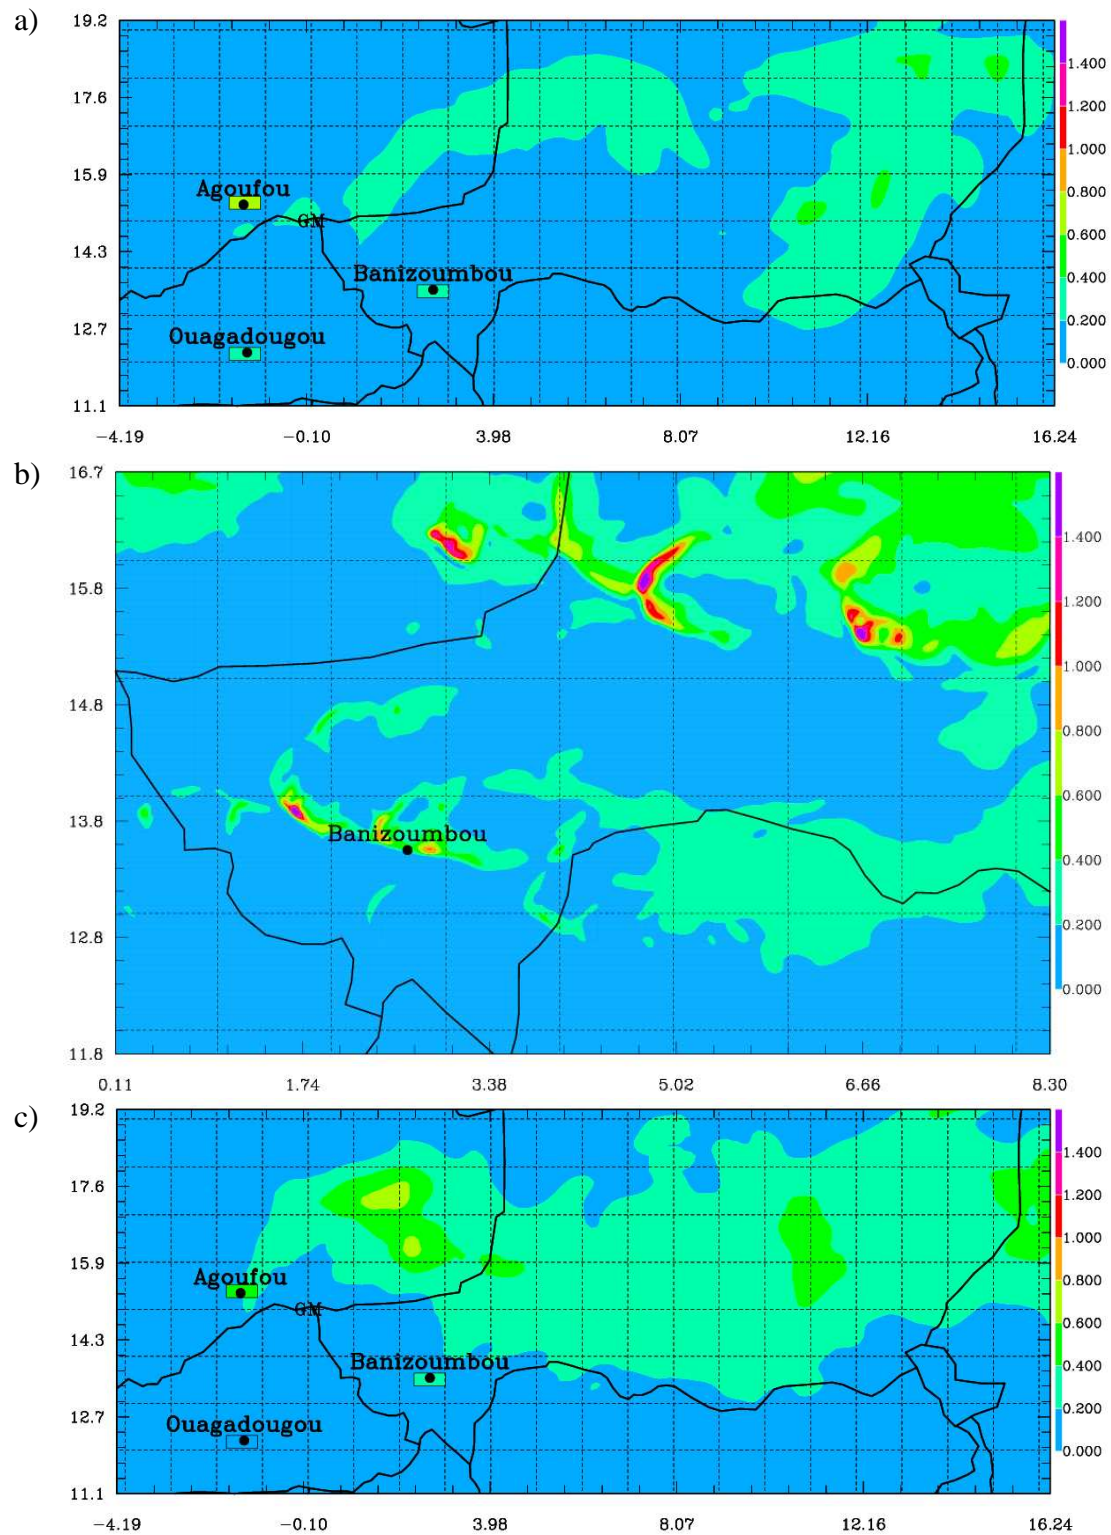 a)
19.2
17.6
15.9
14.3
12.7
11.1
Agoufou
GM
Banizoumbou
Ouagadougou
−4.19 −0.10 3.98 8.07 12.16 16.24
1.400
1.200
1.000
0.800
0.600
0.400
0.200
0.000
b)
16.7
15.8
14.8
13.8
12.8
11.8
Banizoumbou
0.11 1.74 3.38 5.02 6.66 8.30
1.400
1.200
1.000
0.800
0.600
0.400
0.200
0.000
c)
19.2
17.6
15.9
14.3
12.7
11.1
Agoufou
GM
Banizoumbou
Ouagadougou
−4.19 −0.10 3.98 8.07 12.16 16.24
1.400
1.200
1.000
0.800
0.600
0.400
0.200
0.000